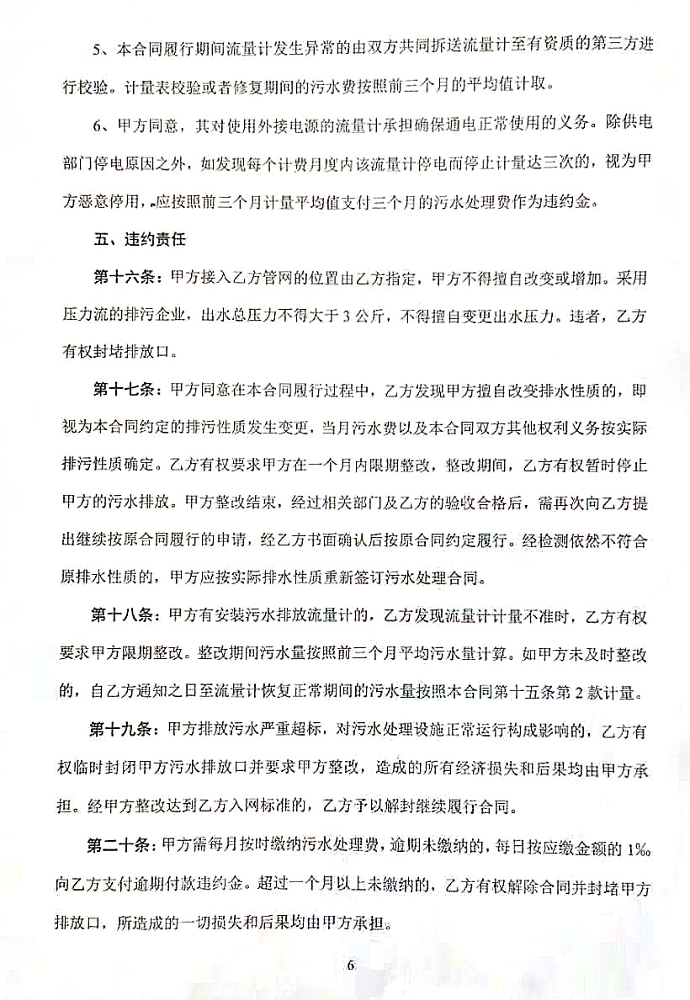 5、本合同履行期间流量计发生异常的由双方共同拆送流量计至有资质的第三方进
行校验。计量表校验或者修复期间的污水费按照前三个月的平均值计取。
6、甲方同意，其对使用外接电源的流量计承担确保通电正常使用的义务。除供电
部门停电原因之外，如发现每个计费月度内该流量计停电而停止计量达三次的，视为甲
方恶意停用，应按照前三个月计量平均值支付三个月的污水处理费作为违约金。
五、违约责任
第十六条：甲方接入乙方管网的位置由乙方指定，甲方不得擅自改变或增加。采用
压力流的排污企业，出水总压力不得大于 3 公斤，不得擅自变更出水压力。违者，乙方
有权封堵排放口。
第十七条：甲方同意在本合同履行过程中，乙方发现甲方擅自改变排水性质的，即
视为本合同约定的排污性质发生变更，当月污水费以及本合同双方其他权利义务按实际
排污性质确定。乙方有权要求甲方在一个月内限期整改，整改期间，乙方有权暂时停止
甲方的污水排放。甲方整改结束，经过相关部门及乙方的验收合格后，需再次向乙方提
出继续按原合同履行的申请，经乙方书面确认后按原合同约定履行。经检测依然不符合
原排水性质的，甲方应按实际排水性质重新签订污水处理合同。
第十八条：甲方有安装污水排放流量计的，乙方发现流量计计量不准时，乙方有权
要求甲方限期整改。整改期间污水量按照前三个月平均污水量计算。如甲方未及时整改
的，自乙方通知之日至流量计恢复正常期间的污水量按照本合同第十五条第 2 款计量。
第十九条：甲方排放污水严重超标，对污水处理设施正常运行构成影响的，乙方有
权临时封闭甲方污水排放口并要求甲方整改，造成的所有经济损失和后果均由甲方承
担。经甲方整改达到乙方入网标准的，乙方予以解封继续履行合同。
第二十条：甲方需每月按时缴纳污水处理费，逾期未缴纳的，每日按应缴金额的 1‰
向乙方支付逾期付款违约金。超过一个月以上未缴纳的，乙方有权解除合同并封堵甲方
排放口，所造成的一切损失和后果均由甲方承担。
6